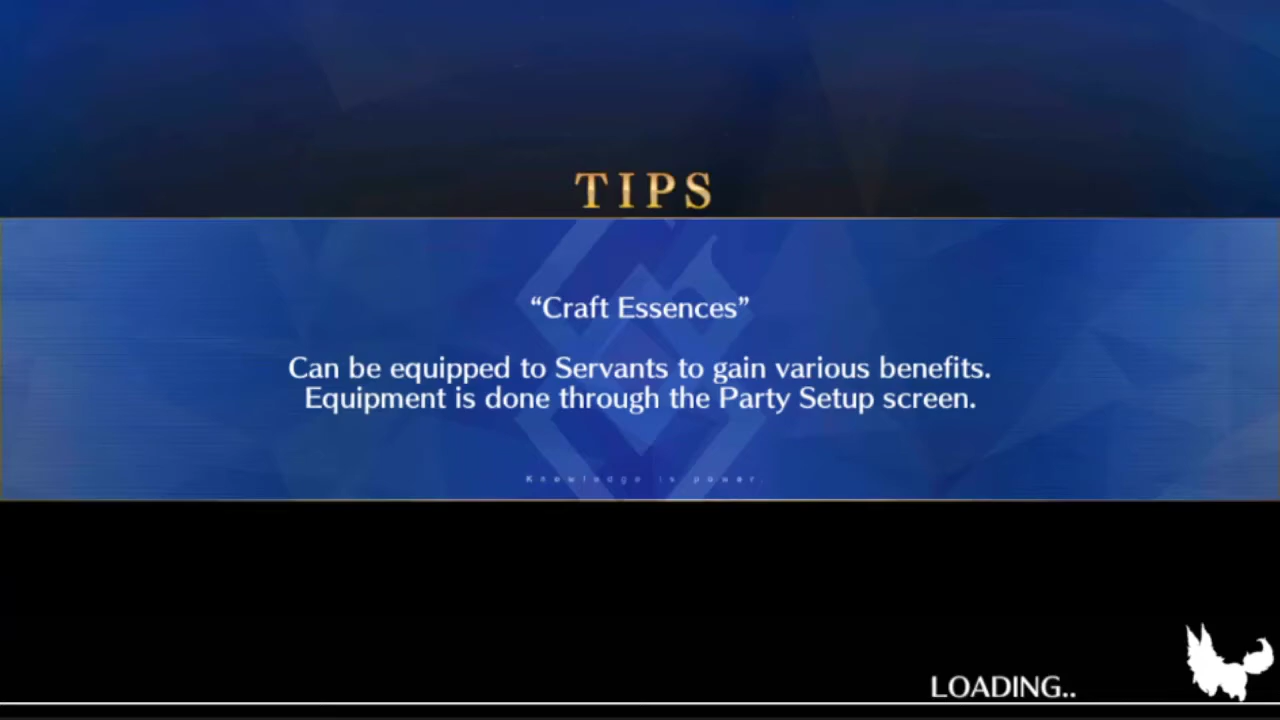 TIPS
“Craft Essences”
Can be equipped to Servants to gain various benefits.
Equipment is done through the Party Setup screen.
Knowledge is power.
LOADING..